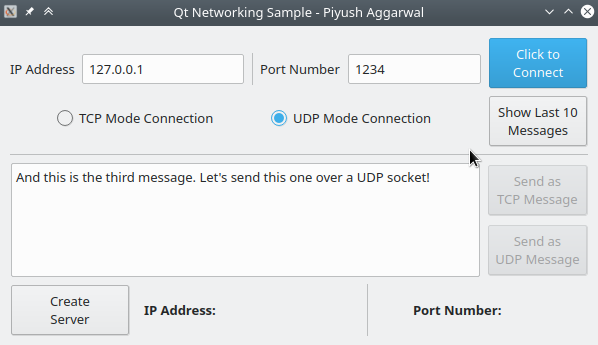 Qt Networking Sample - Piyush Aggarwal
IP Address 127.0.0.1 Port Number 1234
Click to
Connect
TCP Mode Connection UDP Mode Connection
Show Last 10
Messages
And this is the third message. Let's send this one over a UDP socket!
Send as
TCP Message
Send as
UDP Message
Create
Server
IP Address: Port Number: